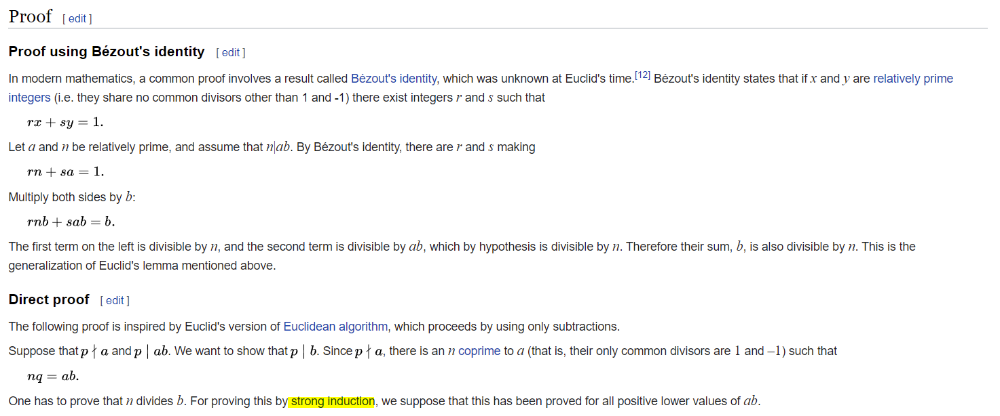 Proof [ edit ]
Proof using Bézout's identity [ edit ]
In modern mathematics, a common proof involves a result called Bézout's identity, which was unknown at Euclid's time.[12] Bézout's identity states that if x and y are relatively prime
integers (i.e. they share no common divisors other than 1 and -1) there exist integers r and s such that
rx + sy = 1.
Let a and n be relatively prime, and assume that n|ab. By Bézout's identity, there are r and s making
rn + sa = 1.
Multiply both sides by b:
rnb + sab = b.
The first term on the left is divisible by n, and the second term is divisible by ab, which by hypothesis is divisible by n. Therefore their sum, b, is also divisible by n. This is the
generalization of Euclid's lemma mentioned above.
Direct proof [ edit ]
The following proof is inspired by Euclid's version of Euclidean algorithm, which proceeds by using only subtractions.
Suppose that p ∤ a and p ∣ ab. We want to show that p ∣ b. Since p ∤ a, there is an n coprime to a (that is, their only common divisors are 1 and –1) such that
nq = ab.
One has to prove that n divides b. For proving this by strong induction, we suppose that this has been proved for all positive lower values of ab.